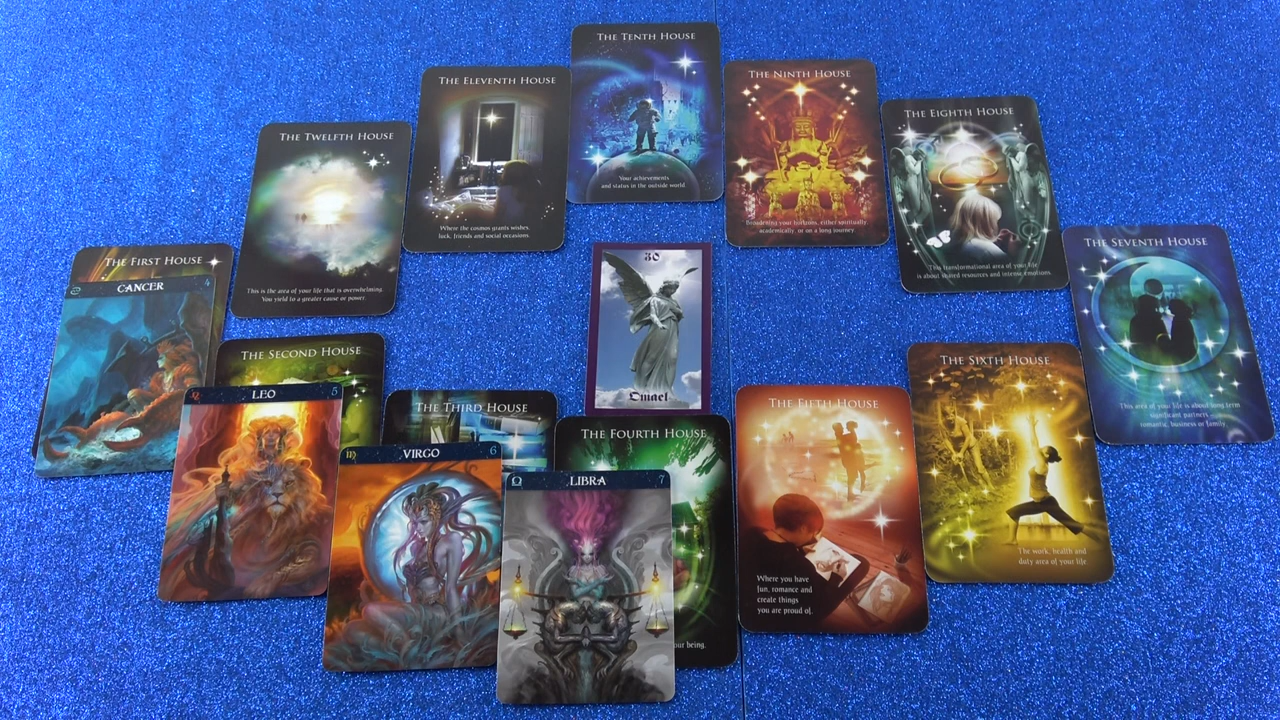 THE TENTH HOUSE
Your achievements
and status in the outside world
THE ELEVENTH HOUSE
Where the cosmos grants wishes,
luck, friends and social occasions.
THE NINTH HOUSE
Broadening your horizons, either spiritually,
academically, or on a long journey.
THE TWELFTH HOUSE
This is the area of your life that is overwhelming.
You yield to a greater cause or power.
THE EIGHTH HOUSE
This transformational area of your life
is about shared resources and intense emotions.
THE SEVENTH HOUSE
This area of your life is about long term
significant partners –
romantic, business or family.
THE FIRST HOUSE
CANCER 4
30
Omael
THE SECOND HOUSE
LEO 5
THE THIRD HOUSE
VIRGO 6
THE FOURTH HOUSE
our being.
LIBRA 7
THE FIFTH HOUSE
Where you have
fun, romance and
create things
you are proud of.
THE SIXTH HOUSE
The work, health and
duty area of your life.